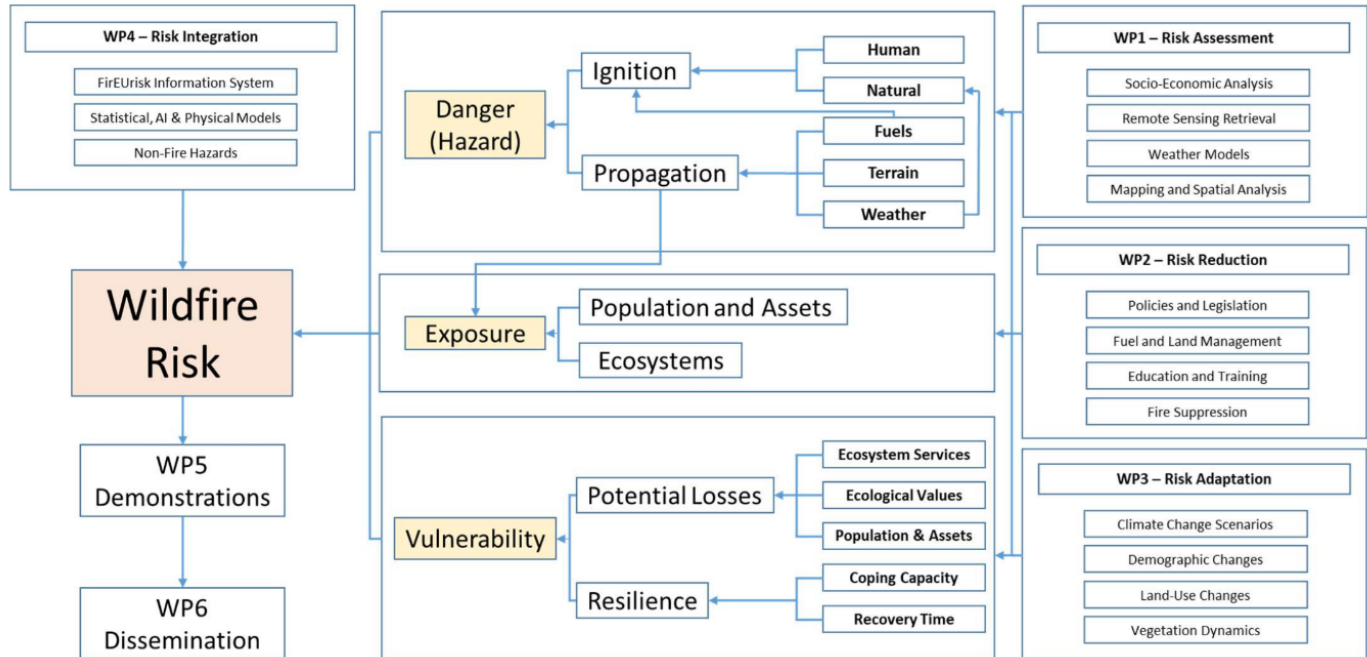 WP4 – Risk Integration
FirEUrisk Information System
Statistical, AI & Physical Models
Non-Fire Hazards
Wildfire
Risk
WP5
Demonstrations
WP6
Dissemination
Danger
(Hazard)
Ignition
Propagation
Human
Natural
Fuels
Terrain
Weather
Exposure
Population and Assets
Ecosystems
Vulnerability
Potential Losses
Resilience
Ecosystem Services
Ecological Values
Population & Assets
Coping Capacity
Recovery Time
WP1 – Risk Assessment
Socio-Economic Analysis
Remote Sensing Retrieval
Weather Models
Mapping and Spatial Analysis
WP2 – Risk Reduction
Policies and Legislation
Fuel and Land Management
Education and Training
Fire Suppression
WP3 – Risk Adaptation
Climate Change Scenarios
Demographic Changes
Land-Use Changes
Vegetation Dynamics